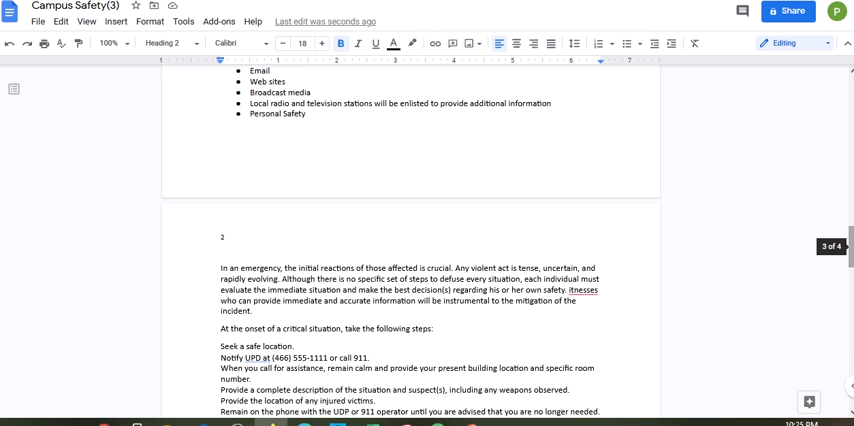 Campus Safety(3)
File Edit View Insert Format Tools Add-ons Help Last edit was seconds ago
Share
P
100% Heading 2 Calibri - 18 + B I U A Editing
1 1 2 3 4 5 6 7
● Email
● Web sites
● Broadcast media
● Local radio and television stations will be enlisted to provide additional information
● Personal Safety
2
3 of 4
In an emergency, the initial reactions of those affected is crucial. Any violent act is tense, uncertain, and
rapidly evolving. Although there is no specific set of steps to defuse every situation, each individual must
evaluate the immediate situation and make the best decision(s) regarding his or her own safety. itnesses
who can provide immediate and accurate information will be instrumental to the mitigation of the
incident.
At the onset of a critical situation, take the following steps:
Seek a safe location.
Notify UPD at (466) 555-1111 or call 911.
When you call for assistance, remain calm and provide your present building location and specific room
number.
Provide a complete description of the situation and suspect(s), including any weapons observed.
Provide the location of any injured victims.
Remain on the phone with the UDP or 911 operator until you are advised that you are no longer needed.
10:25 PM